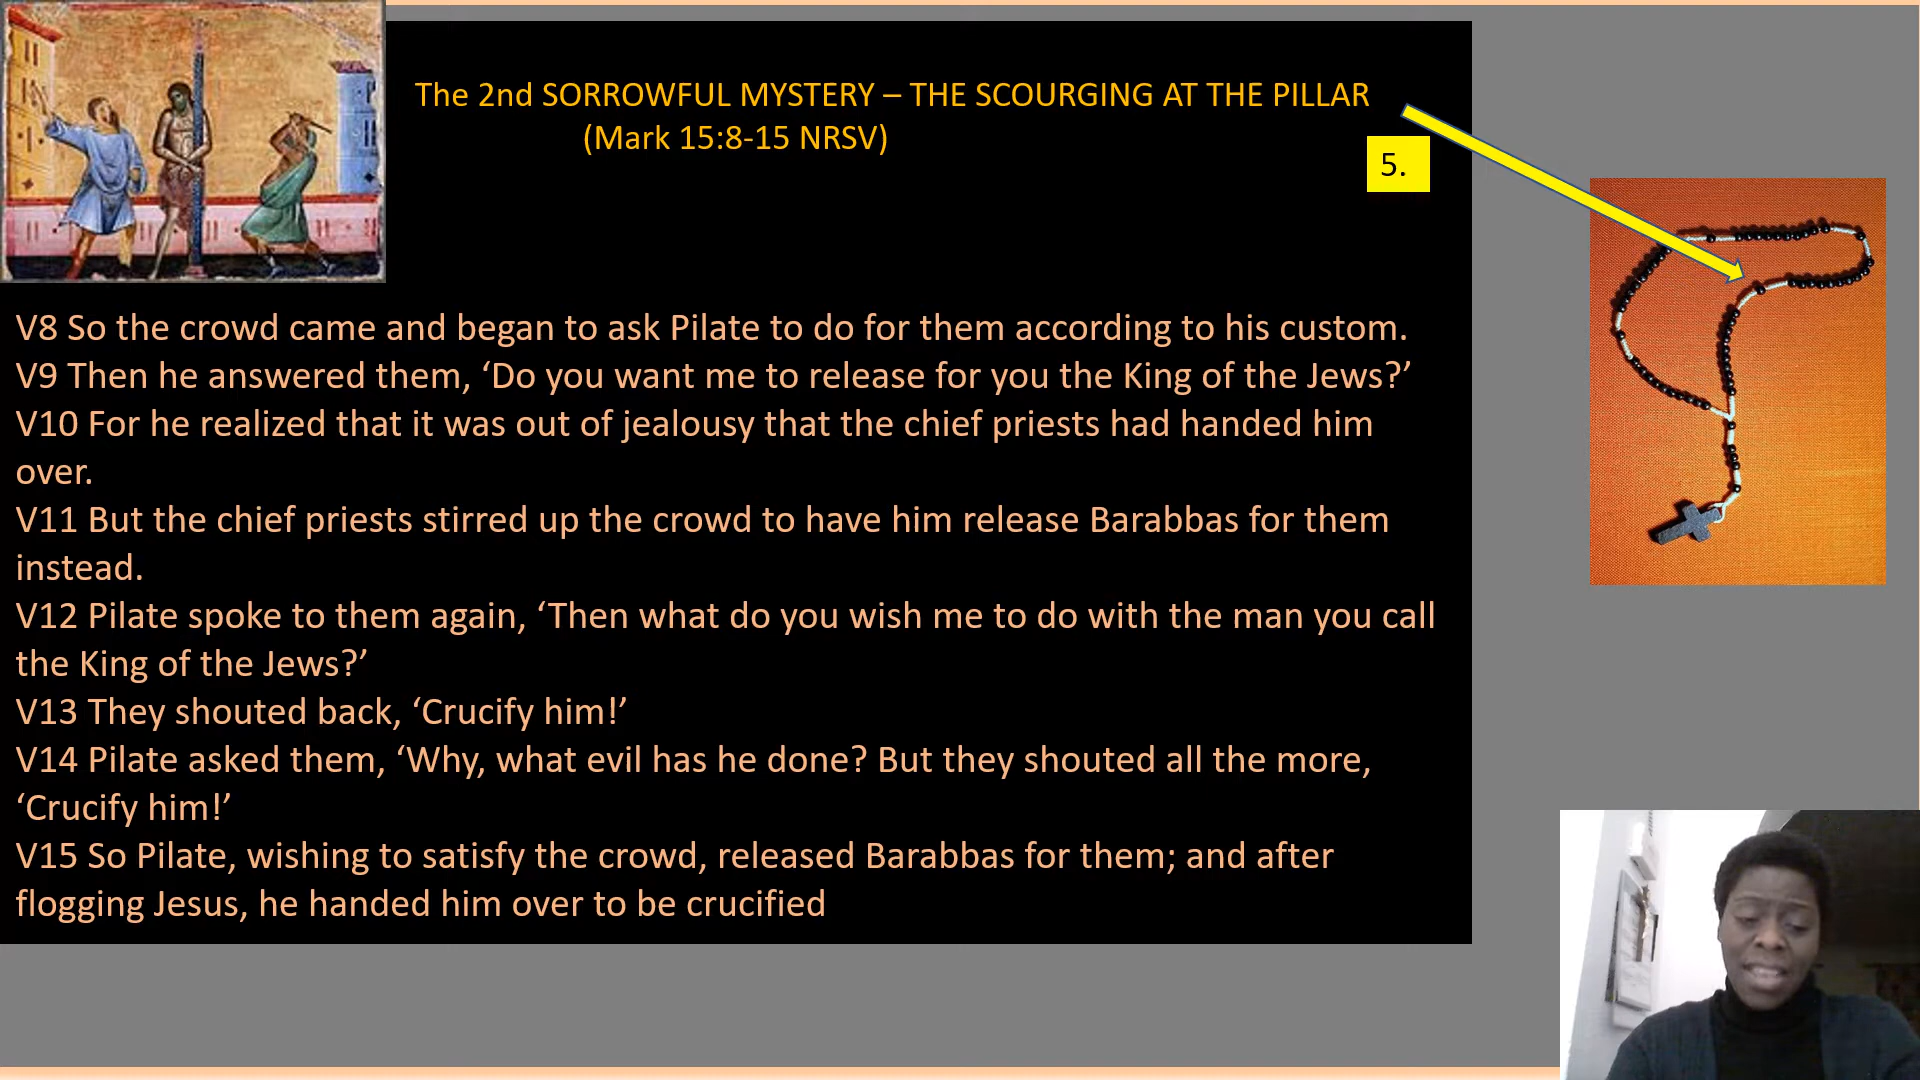 The 2nd SORROWFUL MYSTERY – THE SCOURGING AT THE PILLAR
(Mark 15:8-15 NRSV)
5.
V8 So the crowd came and began to ask Pilate to do for them according to his custom.
V9 Then he answered them, ‘Do you want me to release for you the King of the Jews?’
V10 For he realized that it was out of jealousy that the chief priests had handed him
over.
V11 But the chief priests stirred up the crowd to have him release Barabbas for them
instead.
V12 Pilate spoke to them again, ‘Then what do you wish me to do with the man you call
the King of the Jews?’
V13 They shouted back, ‘Crucify him!’
V14 Pilate asked them, ‘Why, what evil has he done? But they shouted all the more,
‘Crucify him!’
V15 So Pilate, wishing to satisfy the crowd, released Barabbas for them; and after
flogging Jesus, he handed him over to be crucified